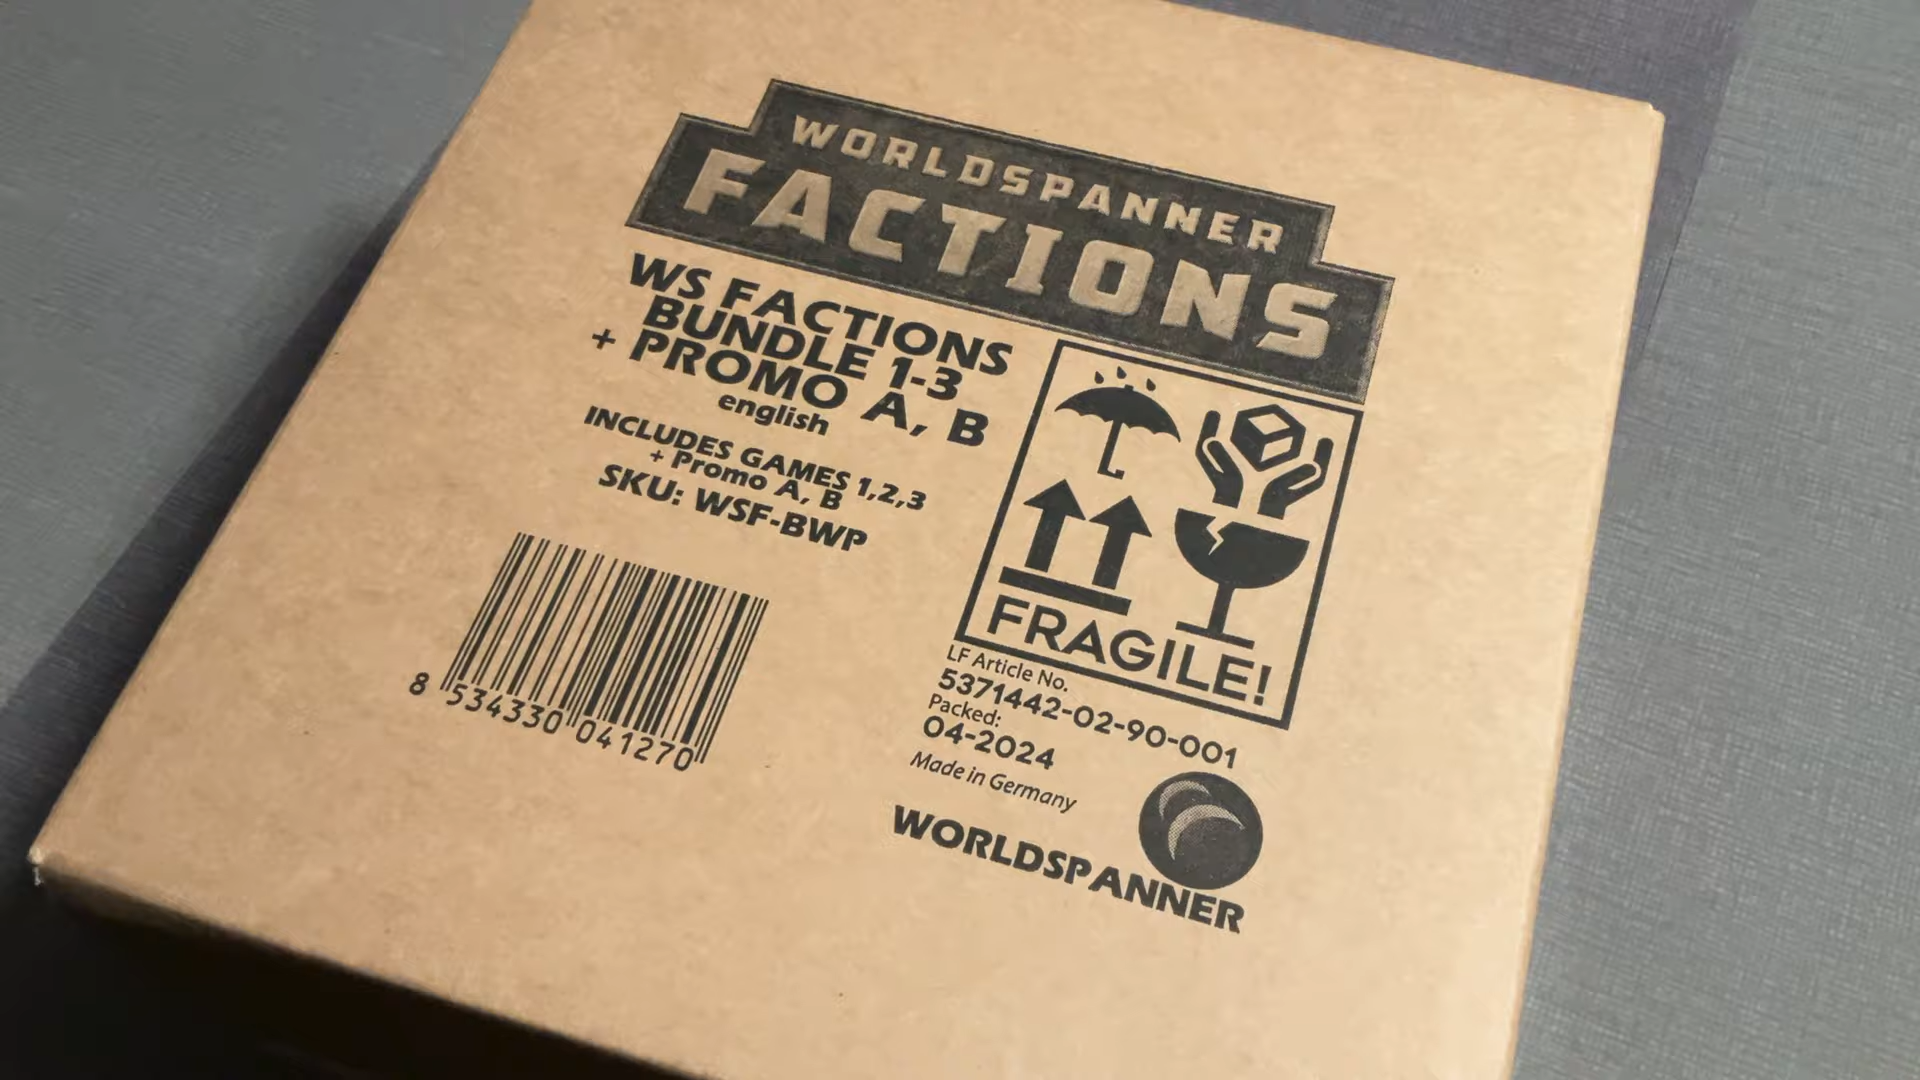 WORLDSPANNER
FACTIONS
WS FACTIONS
BUNDLE 1-3
+ PROMO A, B
english
INCLUDES GAMES 1,2,3
+ Promo A, B
SKU: WSF-BWP
8 534330 041270
FRAGILE!
LF Article No.
5371442-02-90-001
Packed:
04-2024
Made in Germany
WORLDSPANNER